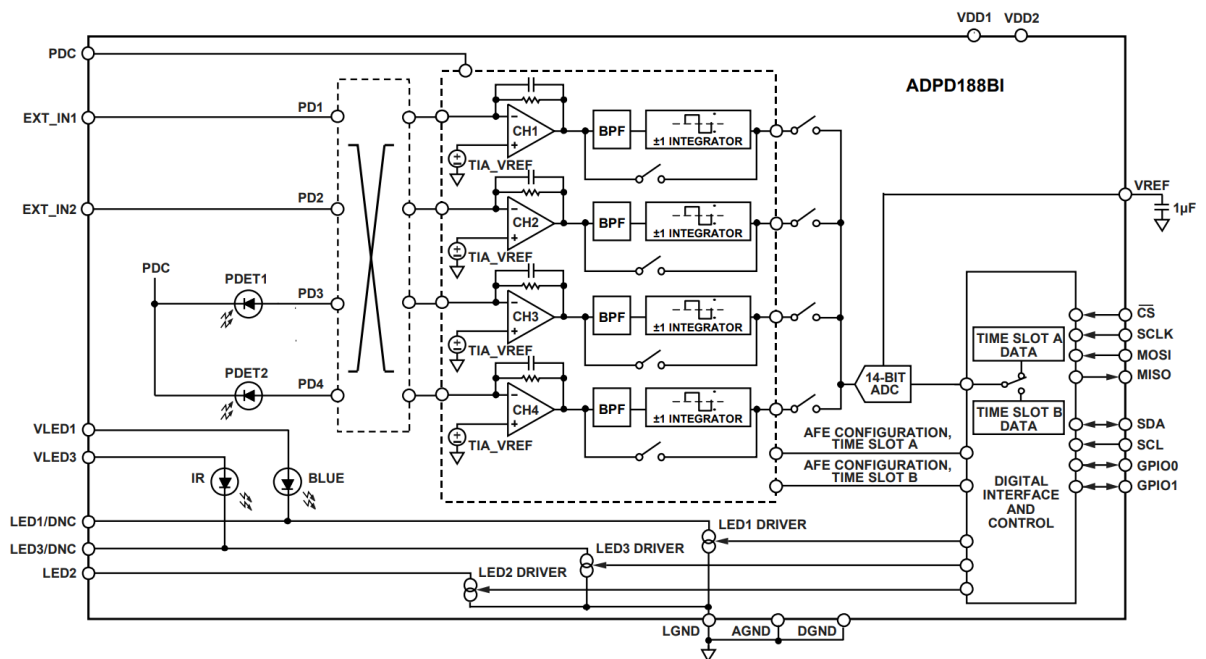 VDD1 VDD2
PDC
ADPD188BI
EXT_IN1
PD1
CH1
BPF
±1 INTEGRATOR
TIA_VREF
EXT_IN2
PD2
CH2
BPF
±1 INTEGRATOR
TIA_VREF
VREF
1µF
PDC
PDET1
PD3
CH3
BPF
±1 INTEGRATOR
TIA_VREF
PDET2
PD4
CH4
BPF
±1 INTEGRATOR
TIA_VREF
14-BIT
ADC
TIME SLOT A
DATA
TIME SLOT B
DATA
CS
SCLK
MOSI
MISO
SDA
SCL
GPIO0
GPIO1
AFE CONFIGURATION,
TIME SLOT A
AFE CONFIGURATION,
TIME SLOT B
DIGITAL
INTERFACE
AND
CONTROL
VLED1
VLED3
IR
BLUE
LED1/DNC
LED1 DRIVER
LED3/DNC
LED3 DRIVER
LED2
LED2 DRIVER
LGND AGND DGND